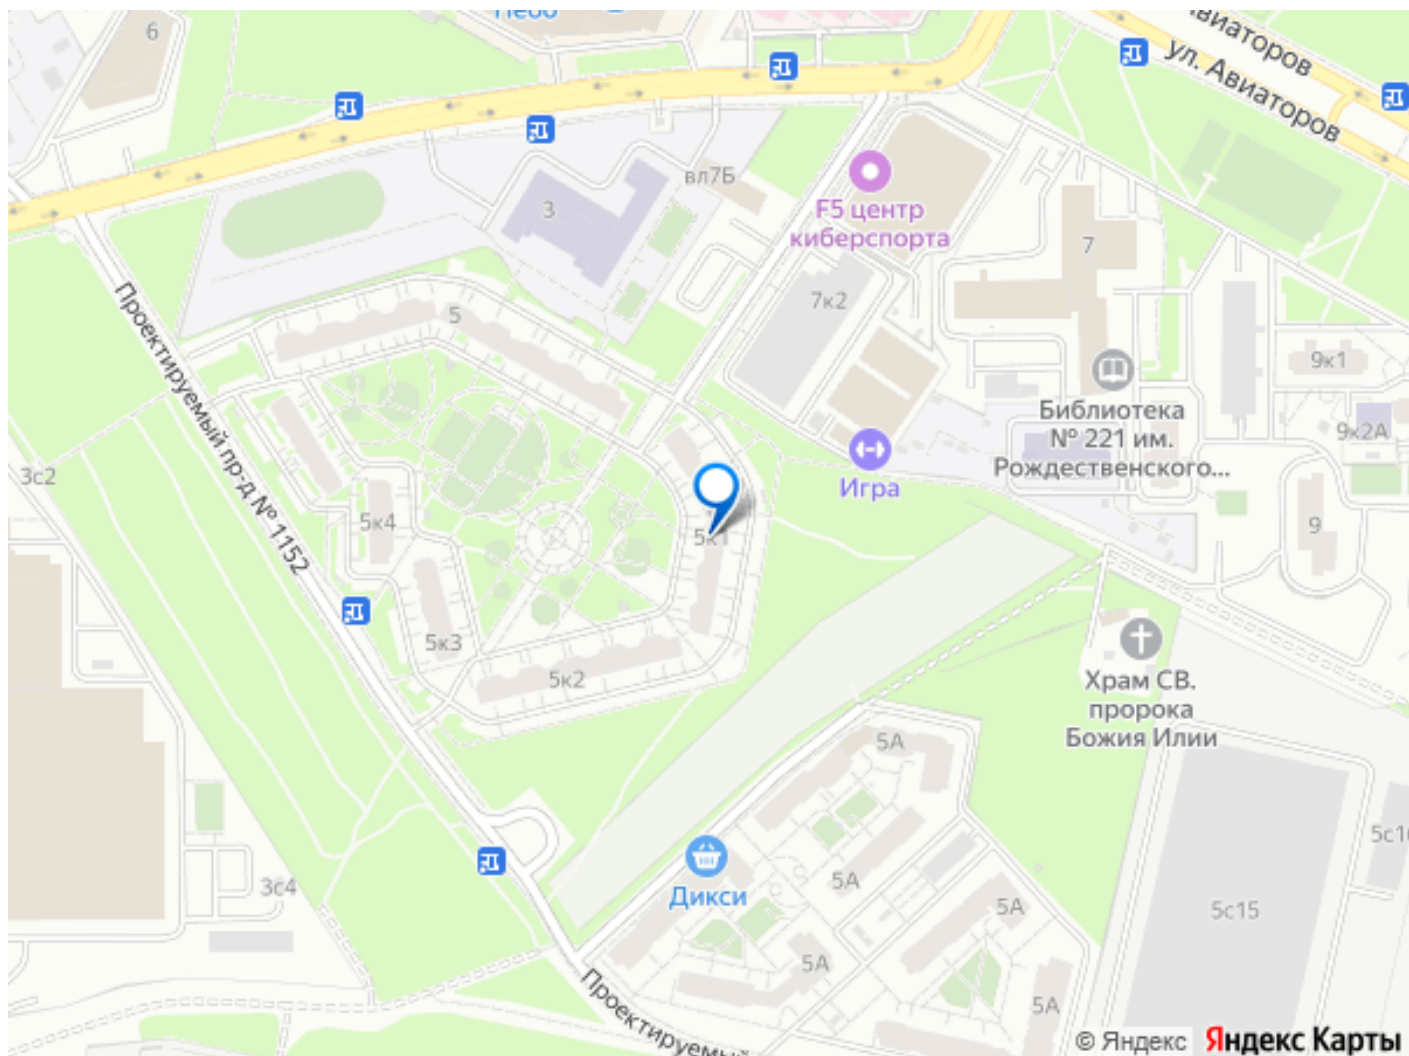 Небо
6
Авиаторов
ул. Авиаторов
3
вл7Б
F5 центр
киберспорта
7
7к2
5
Проектируемый пр-д № 1152
9к1
Библиотека
№ 221 им.
Рождественского...
9к2А
3с2
5к4
Игра
5к1
9
5к3
5к2
Храм СВ.
пророка
Божия Илии
5А
5с1
3с4
Дикси
5А
5А
5с15
5А
5А
Проектируемый
© Яндекс
Яндекс Карты